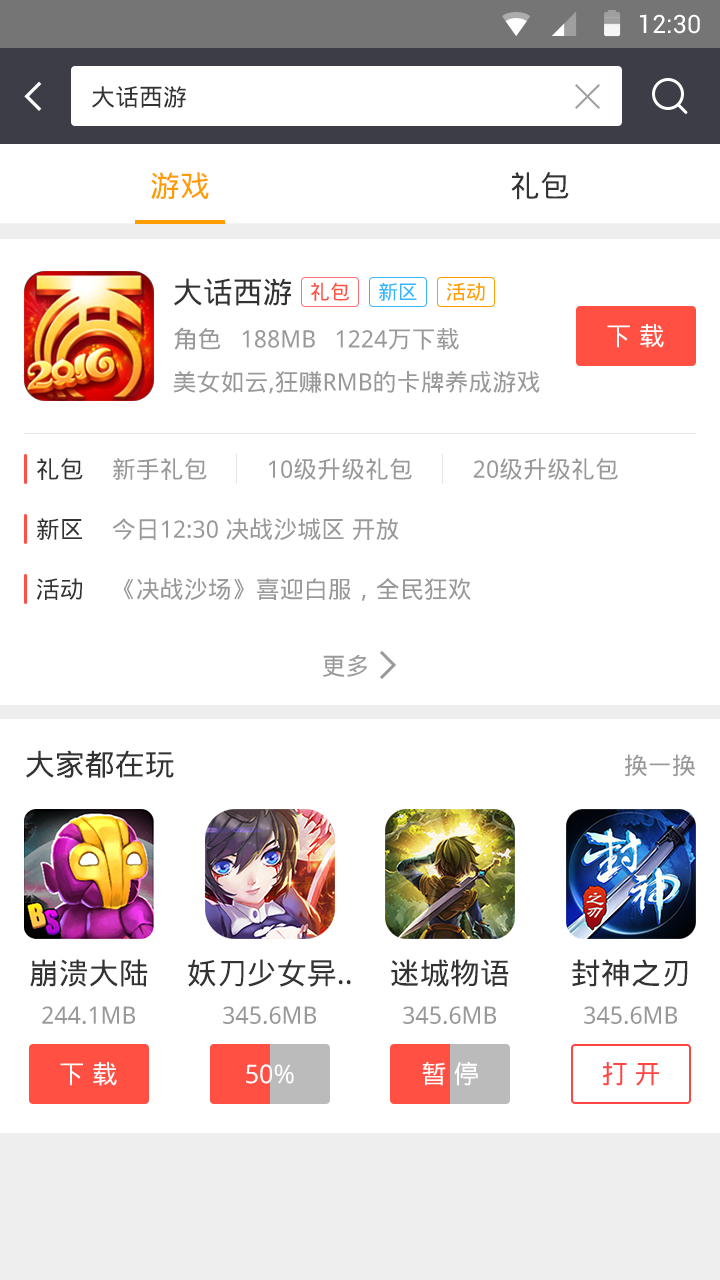 12:30
大话西游
游戏 礼包
大话西游 礼包 新区 活动
角色 188MB 1224万下载
美女如云,狂赚RMB的卡牌养成游戏
下载
2016
礼包 新手礼包 10级升级礼包 20级升级礼包
新区 今日12:30 决战沙城区 开放
活动 《决战沙场》喜迎白服，全民狂欢
更多
大家都在玩 换一换
BS
封神之刃
崩溃大陆 妖刀少女异.. 迷城物语 封神之刃
244.1MB 345.6MB 345.6MB 345.6MB
下载 50% 暂停 打开